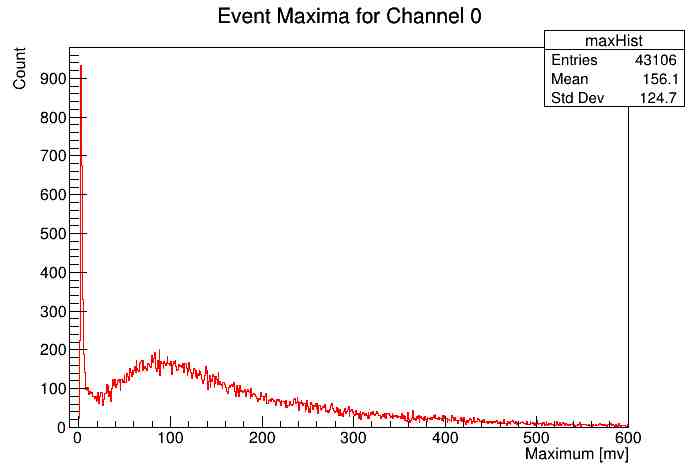 Event Maxima for Channel 0
maxHist
Entries 43106
Mean 156.1
Std Dev 124.7
Count
900
800
700
600
500
400
300
200
100
0
0 100 200 300 400 500 600
Maximum [mv]